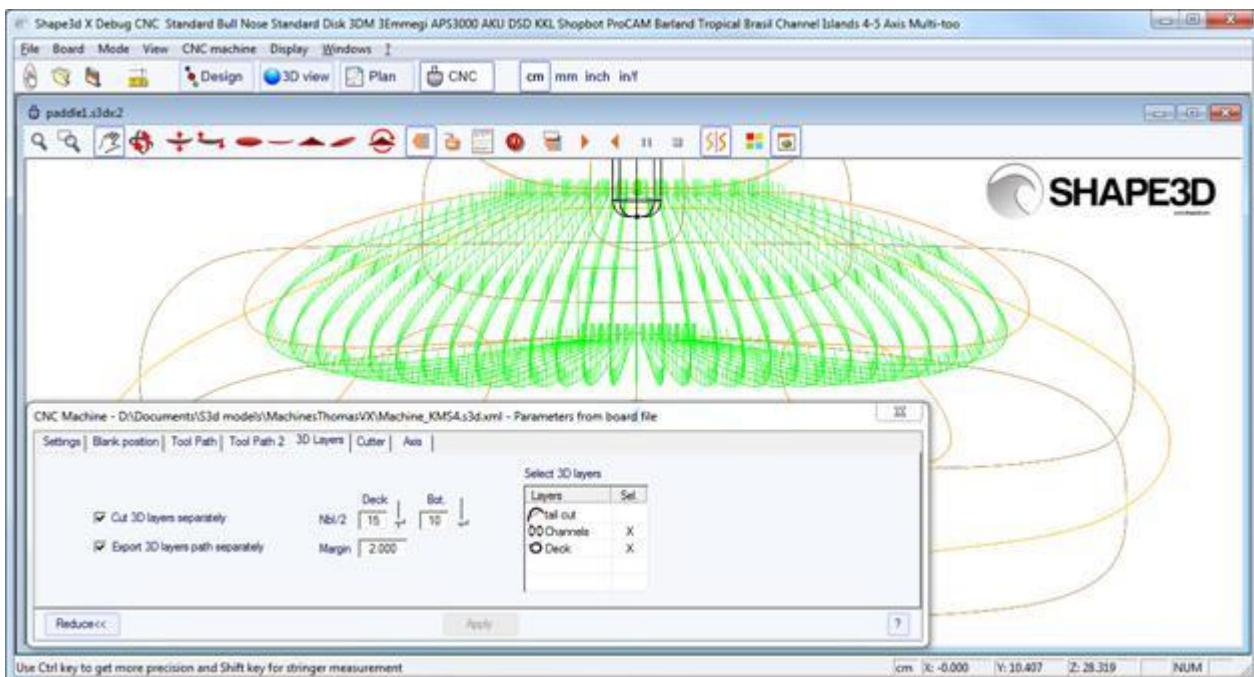 Shape3d X Debug CNC Standard Bull Nose Standard Disk 3DM 3Emmegi APS3000 AKU DSD KKL Shopbot ProCAM Barland Tropical Brasil Channel Islands 4-5 Axis Multi-too
File Board Mode View CNC machine Display Windows ?
Design 3D view Plan CNC cm mm inch in/f
paddle1.s3dx:2
SHAPE3D
CNC Machine - D:\Documents\S3d models\MachinesThomasVX\Machine_KMS4.s3d.xml - Parameters from board file
Settings Blank position Tool Path Tool Path 2 3D Layers Cutter Axis
Select 3D layers
Deck Bot. Layers Sel.
Cut 3D layers separately Nbl/2 15 10 tail cut
Channels X
Export 3D layers path separately Margin 2.000 Deck X
Reduce<< Apply ?
Use Ctrl key to get more precision and Shift key for stringer measurement cm X: -0.000 Y: 10.407 Z: 28.319 NUM